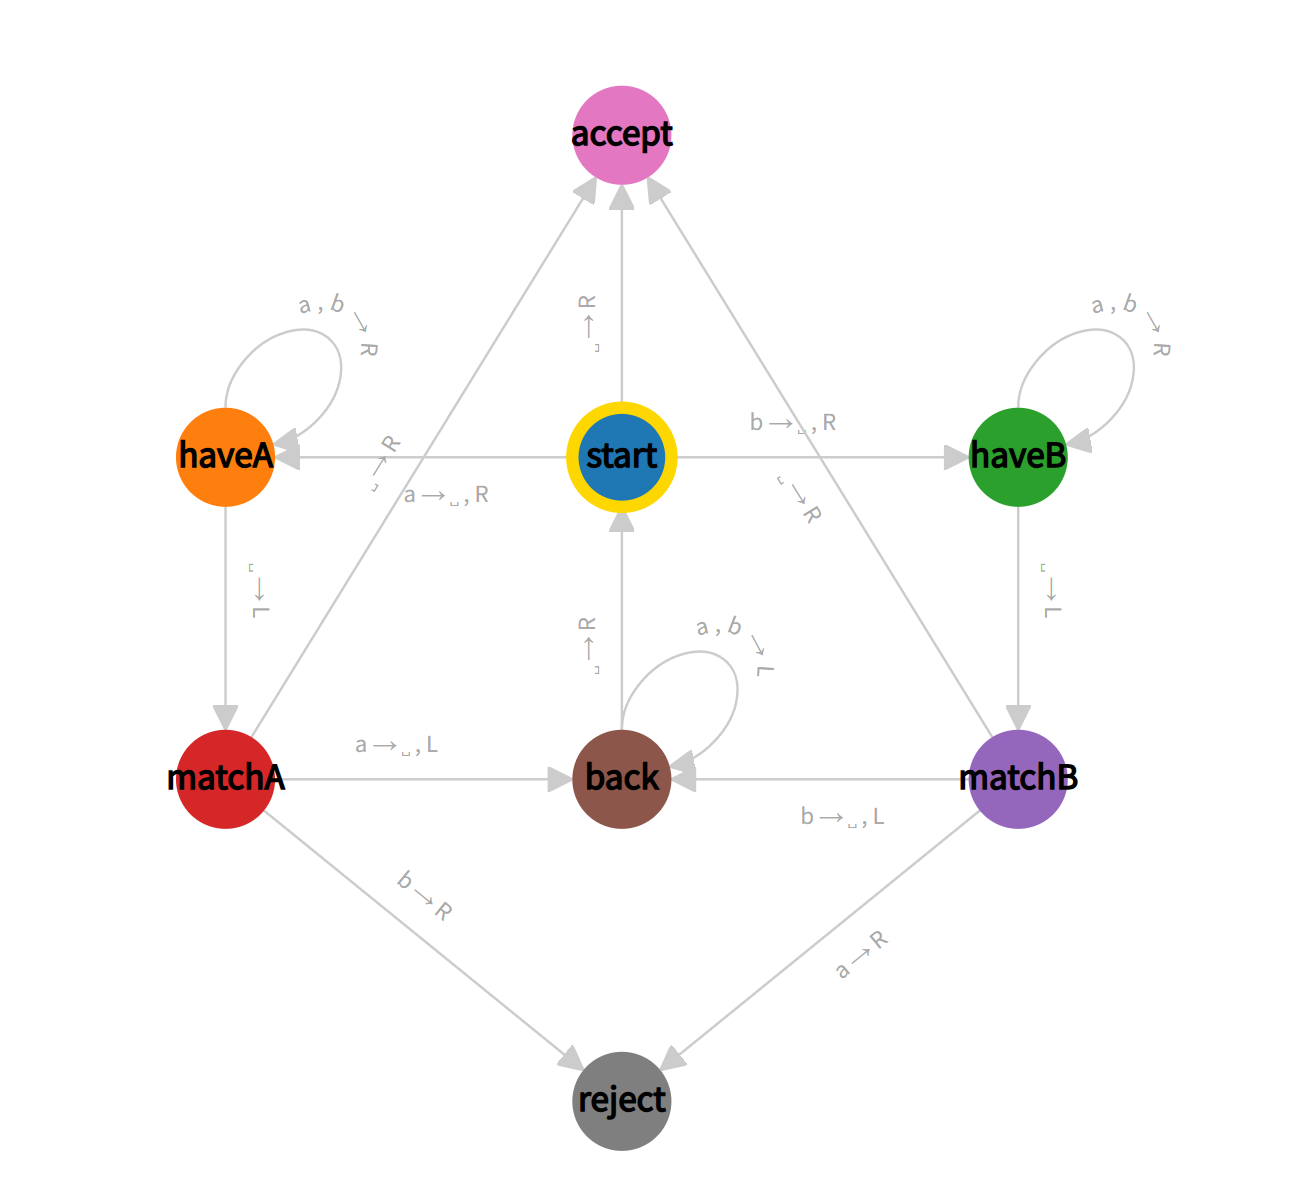 accept
␣→R
a,b→R
a,b→R
haveA
start
haveB
b→␣,R
␣→R
a→␣,R
␣→R
␣→L
␣→L
␣→R
a,b→L
matchA
a→␣,L
back
matchB
b→␣,L
b→R
a→R
reject